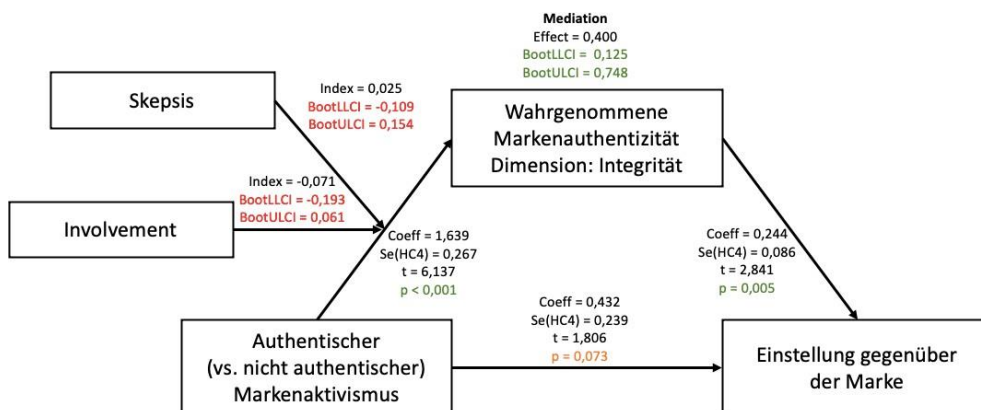 Mediation
Effect = 0,400
BootLLCI = 0,125
BootULCI = 0,748
Skepsis
Index = 0,025
BootLLCI = -0,109
BootULCI = 0,154
Wahrgenommene
Markenauthentizität
Dimension: Integrität
Involvement
Index = -0,071
BootLLCI = -0,193
BootULCI = 0,061
Coeff = 1,639
Se(HC4) = 0,267
t = 6,137
p < 0,001
Coeff = 0,244
Se(HC4) = 0,086
t = 2,841
p = 0,005
Coeff = 0,432
Se(HC4) = 0,239
t = 1,806
p = 0,073
Authentischer
(vs. nicht authentischer)
Markenaktivismus
Einstellung gegenüber
der Marke